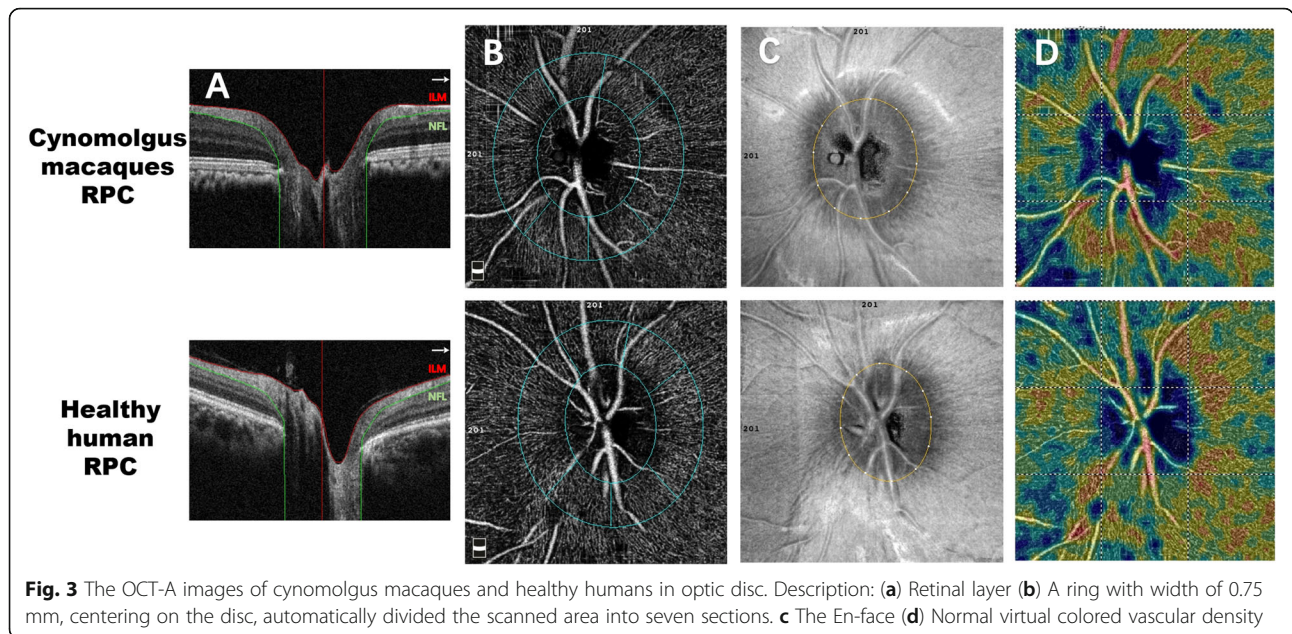 A
B
C
D
201
201
ILM
NFL
Cynomolgus
macaques
RPC
201
201
201
201
ILM
NFL
Healthy
human
RPC
201
201
Fig. 3 The OCT-A images of cynomolgus macaques and healthy humans in optic disc. Description: (a) Retinal layer (b) A ring with width of 0.75
mm, centering on the disc, automatically divided the scanned area into seven sections. c The En-face (d) Normal virtual colored vascular density